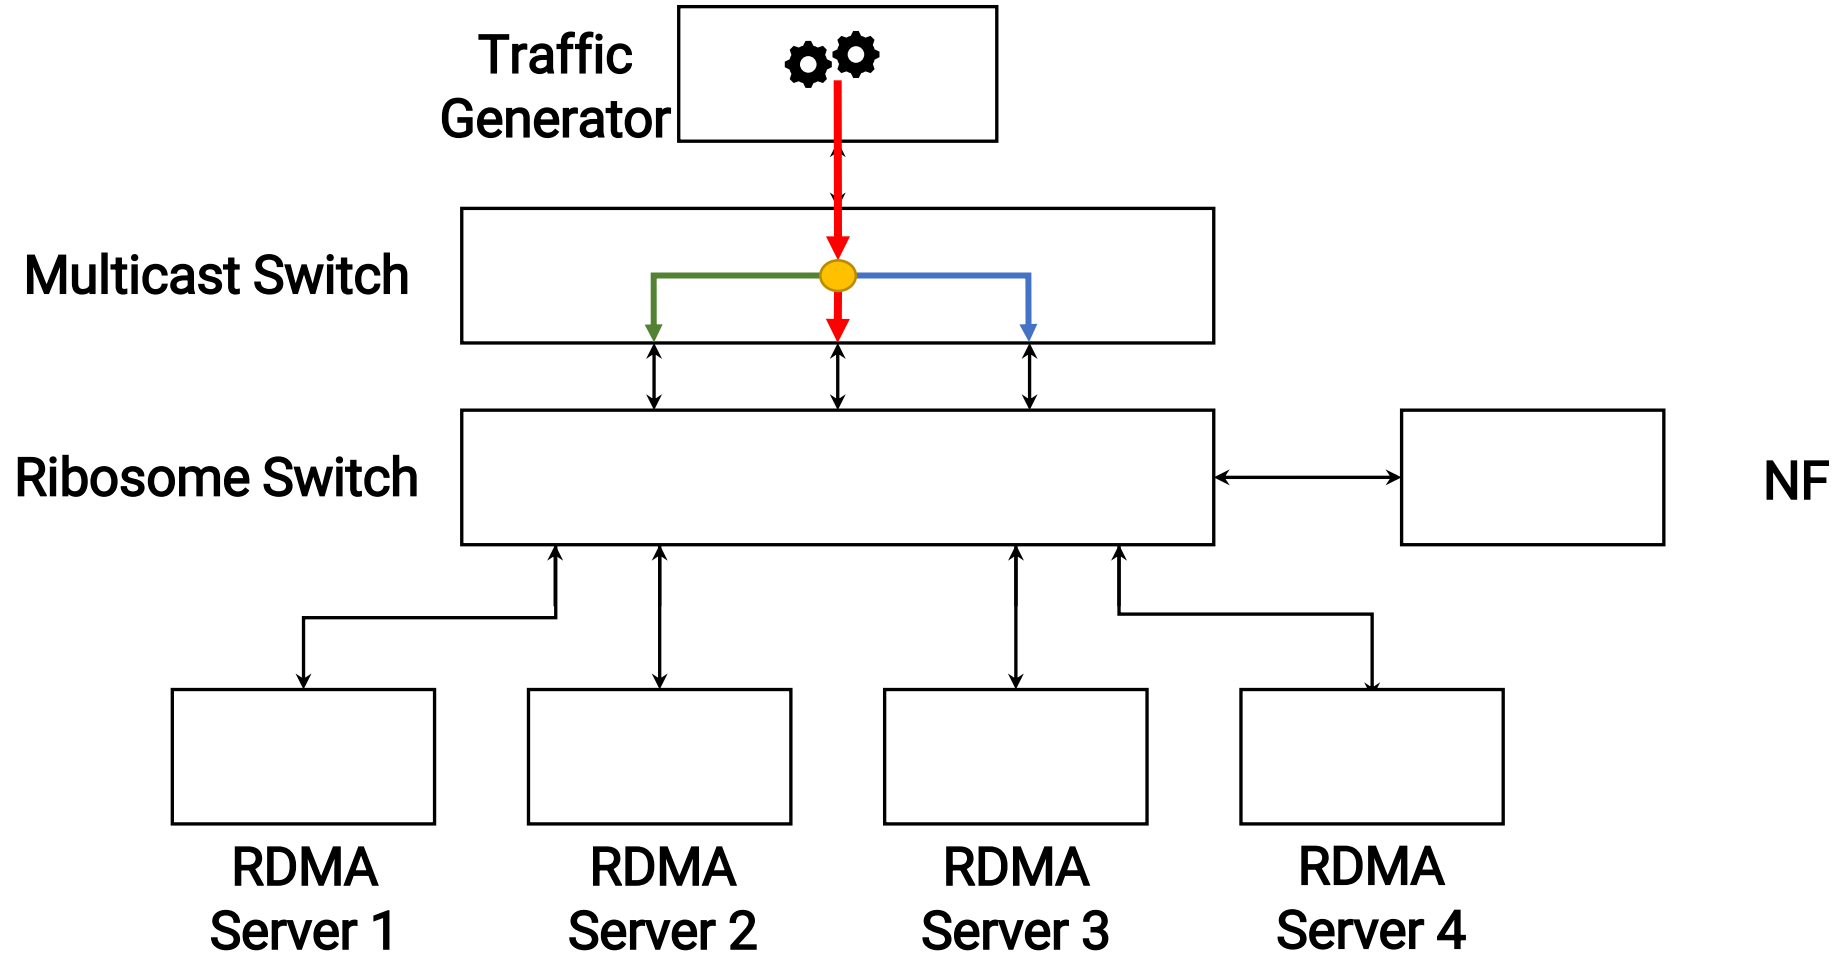 Traffic
Generator
Multicast Switch
Ribosome Switch
NF
RDMA
Server 1
RDMA
Server 2
RDMA
Server 3
RDMA
Server 4